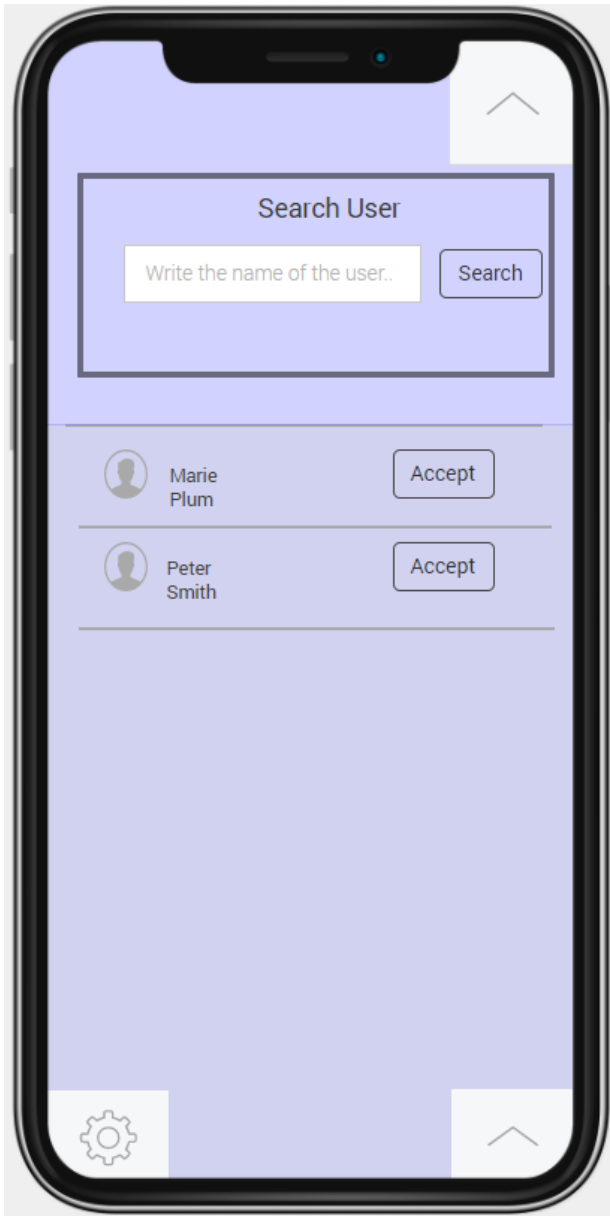 Search User
Write the name of the user..
Search
Marie
Plum
Accept
Peter
Smith
Accept